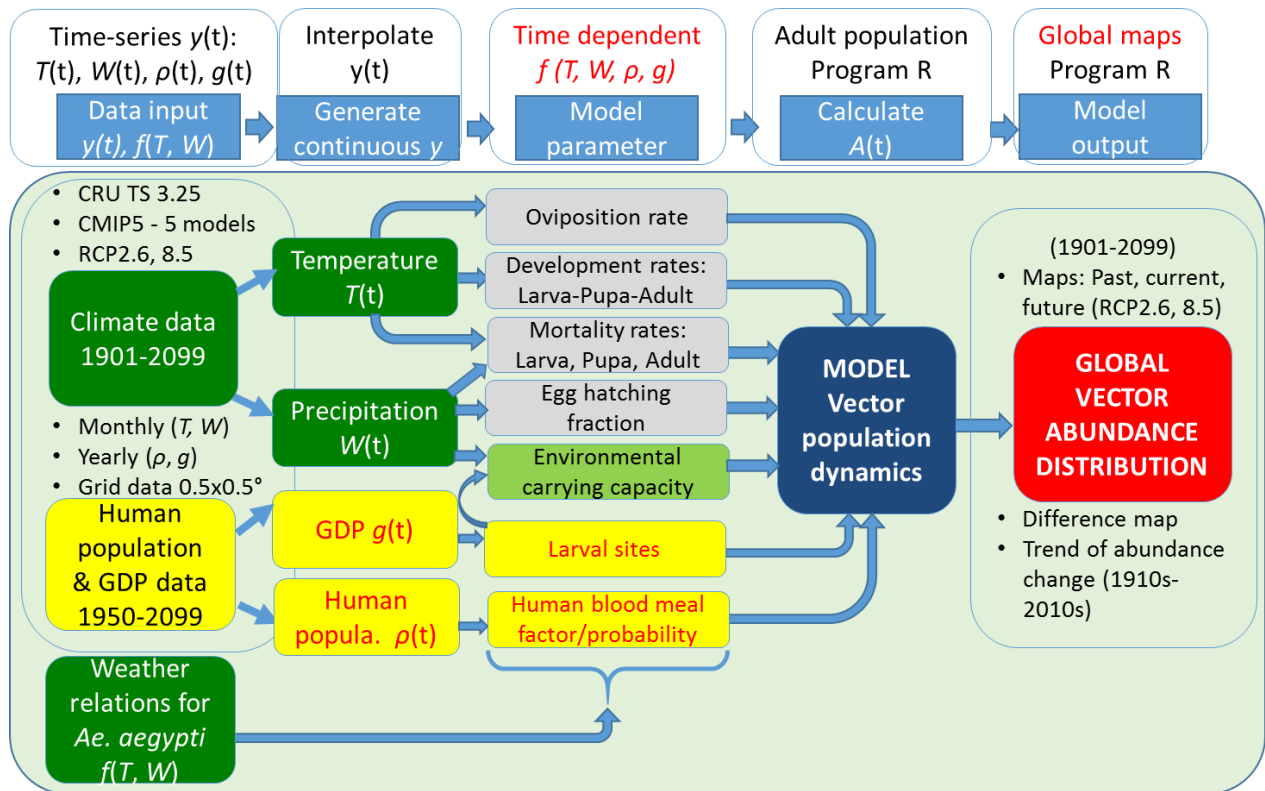 Time-series y(t):
T(t), W(t), ρ(t), g(t)
Data input
y(t), f(T, W)
Interpolate
y(t)
Generate
continuous y
Time dependent
f (T, W, ρ, g)
Model
parameter
Adult population
Program R
Calculate
A(t)
Global maps
Program R
Model
output
• CRU TS 3.25
• CMIP5 - 5 models
• RCP2.6, 8.5
Climate data
1901-2099
• Monthly (T, W)
• Yearly (ρ, g)
• Grid data 0.5x0.5°
Human
population
& GDP data
1950-2099
Weather
relations for
Ae. aegypti
f(T, W)
Temperature
T(t)
Precipitation
W(t)
GDP g(t)
Human
popula. ρ(t)
Oviposition rate
Development rates:
Larva-Pupa-Adult
Mortality rates:
Larva, Pupa, Adult
Egg hatching
fraction
Environmental
carrying capacity
Larval sites
Human blood meal
factor/probability
MODEL
Vector
population
dynamics
(1901-2099)
• Maps: Past, current,
future (RCP2.6, 8.5)
GLOBAL
VECTOR
ABUNDANCE
DISTRIBUTION
• Difference map
• Trend of abundance
change (1910s-
2010s)